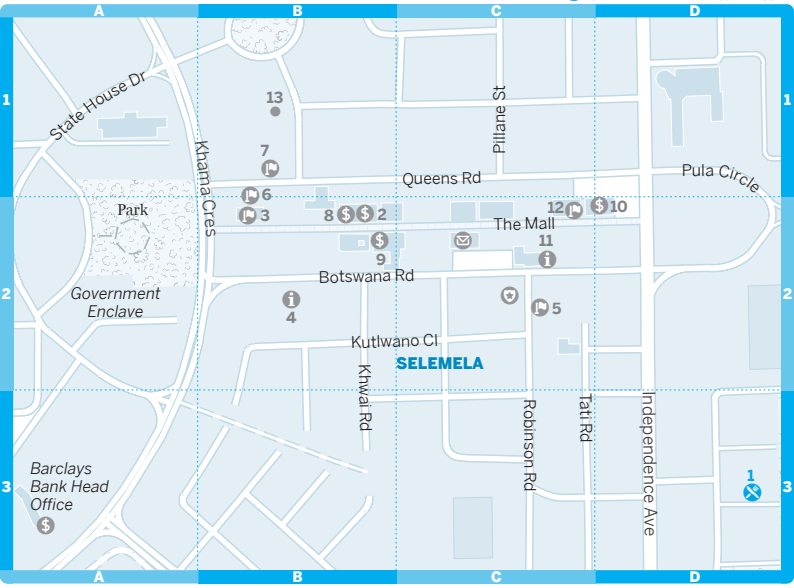 A
B
C
D
1
1
State House Dr
13
Pillane St
7
Khama Cres
Queens Rd
Pula Circle
6
Park
3
8
2
12
10
The Mall
9
11
Botswana Rd
2
2
Government
Enclave
4
5
Kutlwano Cl
SELEMELA
Khwai Rd
Robinson Rd
Tati Rd
Independence Ave
Barclays
Bank Head
Office
1
3
3
A
B
C
D